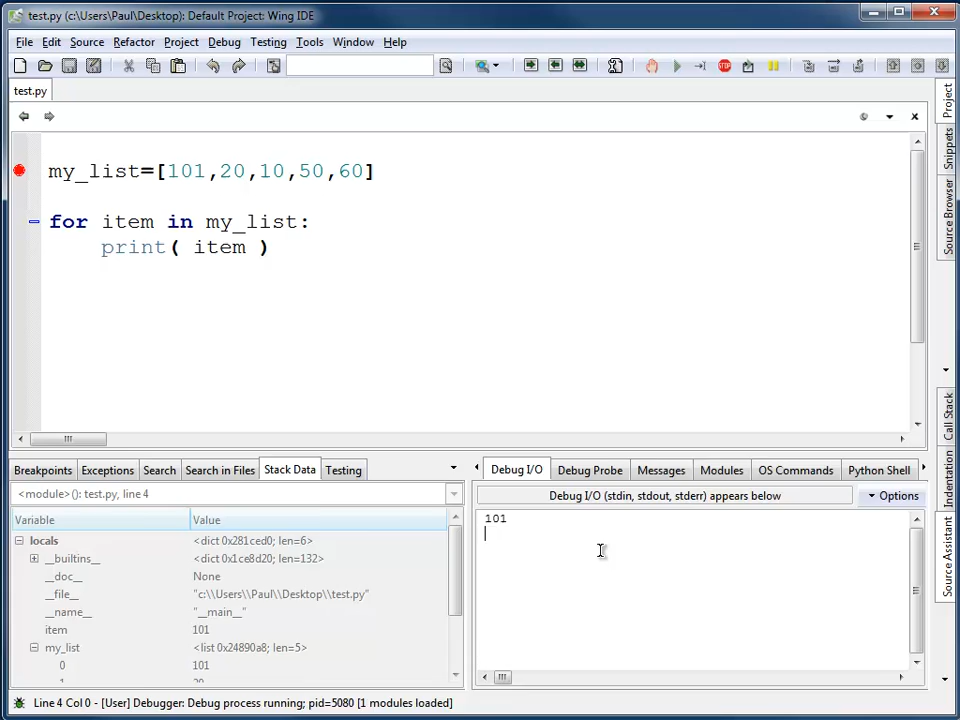 test.py (c:\Users\Paul\Desktop): Default Project: Wing IDE
File Edit Source Refactor Project Debug Testing Tools Window Help
test.py
my_list=[101,20,10,50,60]
for item in my_list:
print( item )
Project
Snippets
Source Browser
Call Stack
Indentation
Source Assistant
Breakpoints Exceptions Search Search in Files Stack Data Testing
<module>(): test.py, line 4
Variable Value
locals <dict 0x281ced0; len=6>
__builtins__ <dict 0x1ce8d20; len=132>
__doc__ None
__file__ "c:\\Users\\Paul\\Desktop\\test.py"
__name__ "__main__"
item 101
my_list <list 0x24890a8; len=5>
0 101
1 20
Debug I/O Debug Probe Messages Modules OS Commands Python Shell
Debug I/O (stdin, stdout, stderr) appears below
Options
101
Line 4 Col 0 - [User] Debugger: Debug process running; pid=5080 [1 modules loaded]